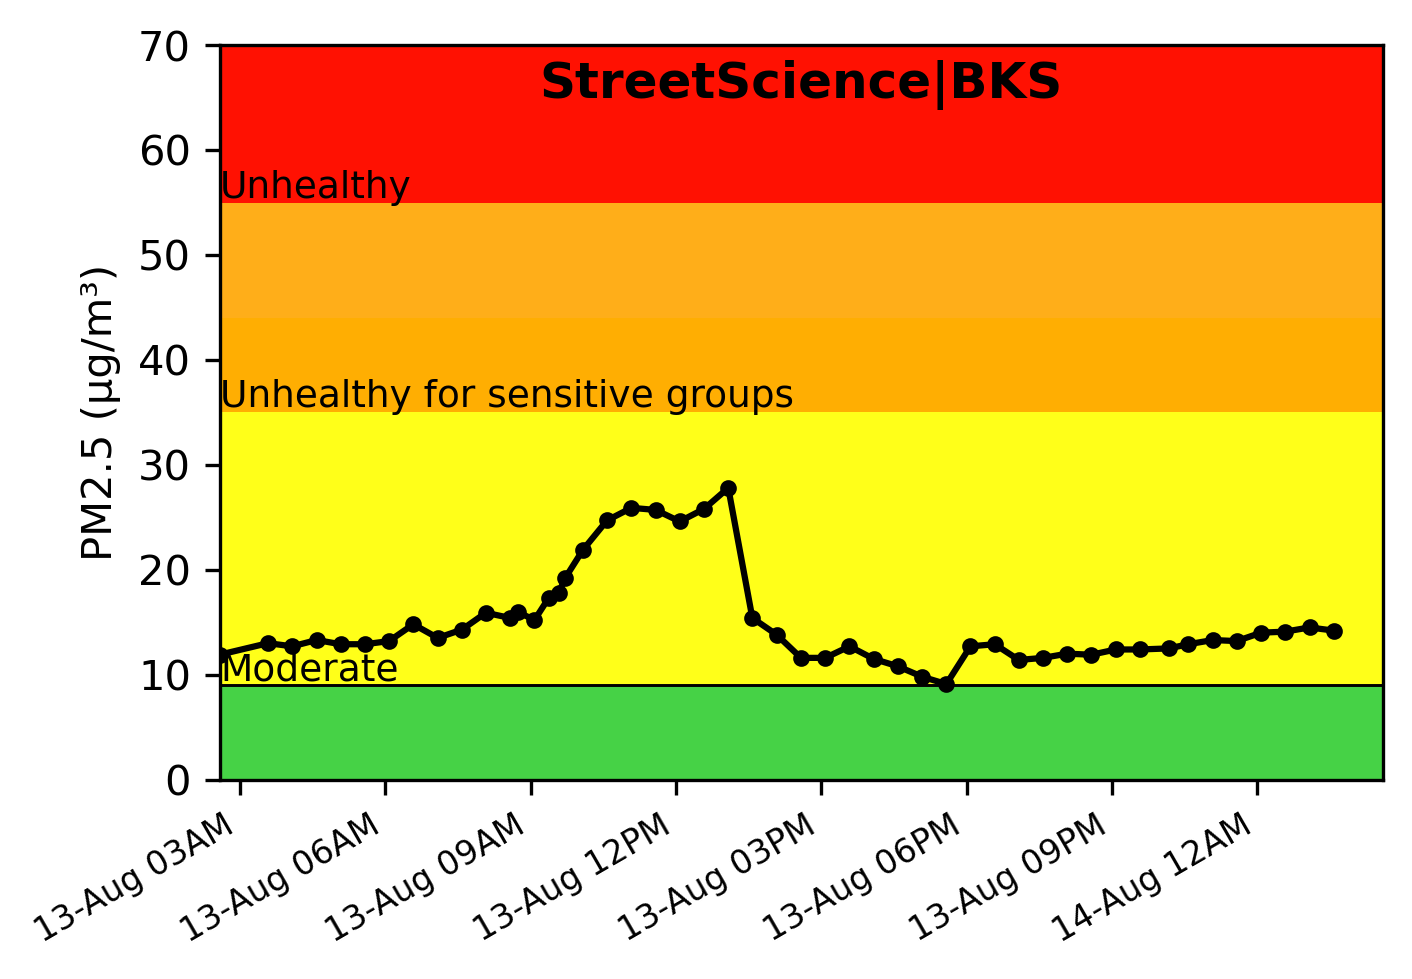 StreetScience|BKS
70
60
50
40
30
20
10
0
PM2.5 (µg/m³)
Unhealthy
Unhealthy for sensitive groups
Moderate
13-Aug 03AM
13-Aug 06AM
13-Aug 09AM
13-Aug 12PM
13-Aug 03PM
13-Aug 06PM
13-Aug 09PM
14-Aug 12AM